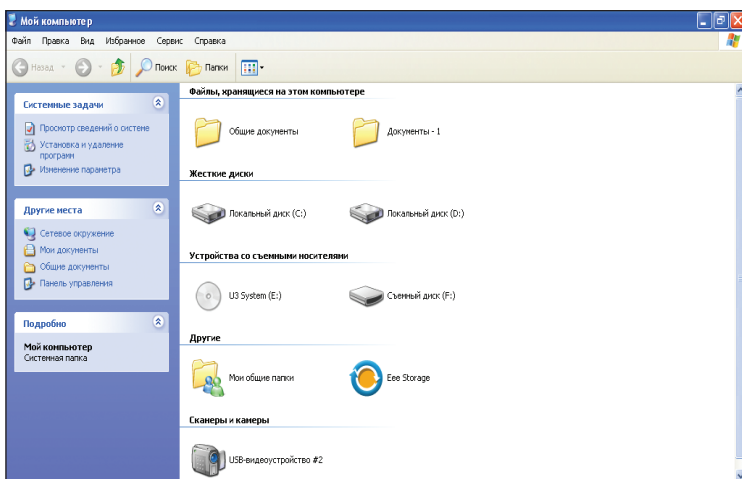 Мой компьютер
Файл Правка Вид Избранное Сервис Справка
Назад Поиск Папки
Системные задачи
Просмотр сведений о системе
Установка и удаление
программ
Изменение параметра
Другие места
Сетевое окружение
Мои документы
Общие документы
Панель управления
Подробно
Мой компьютер
Системная папка
Файлы, хранящиеся на этом компьютере
Общие документы Документы - 1
Жесткие диски
Локальный диск (C:) Локальный диск (D:)
Устройства со съемными носителями
U3 System (E:) Съемный диск (F:)
Другие
Мои общие папки Eee Storage
Сканеры и камеры
USB-видеоустройство #2